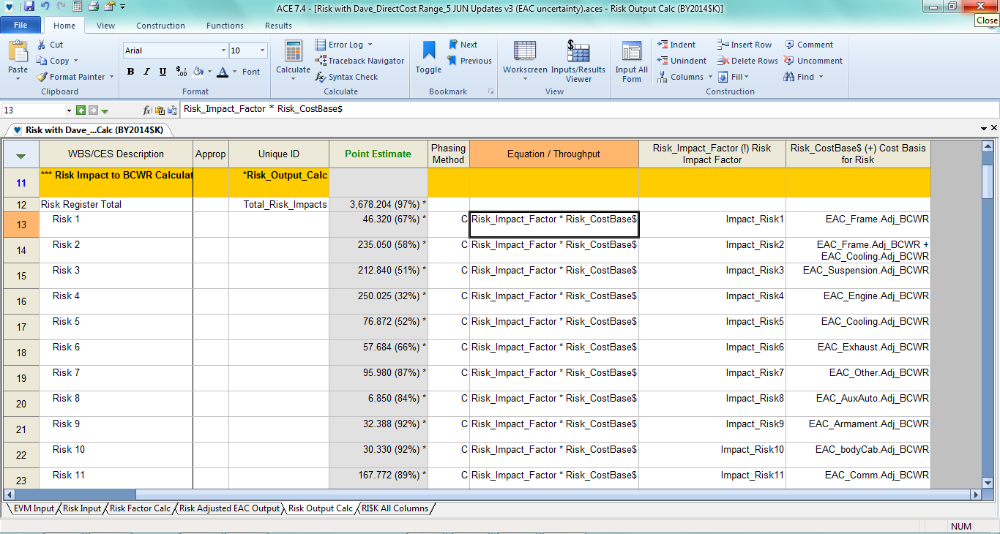 ACE 7.4 - [Risk with Dave_DirectCost Range_5 JUN Updates v3 (EAC uncertainty).aces - Risk Output Calc (BY2014$K)]
Close
File Home View Construction Functions Results
Paste Cut Copy Format Painter
Clipboard
Arial 10
B I U $.00 A Font
Format
Calculate Error Log Traceback Navigator Syntax Check
Calculate
Toggle Next Previous
Bookmark
Workscreen Inputs/Results Viewer
View
Input All Form Indent Unindent Columns Insert Row Delete Rows Fill Comment Uncomment Find
Construction
13 fx Risk_Impact_Factor * Risk_CostBase$
Risk with Dave_...Calc (BY2014$K)
WBS/CES Description Approp Unique ID Point Estimate Phasing Method Equation / Throughput Risk_Impact_Factor (!) Risk Impact Factor Risk_CostBase$ (+) Cost Basis for Risk
11 *** Risk Impact to BCWR Calculat *Risk_Output_Calc
12 Risk Register Total Total_Risk_Impacts 3,678.204 (97%) *
13 Risk 1 46.320 (67%) * C Risk_Impact_Factor * Risk_CostBase$ Impact_Risk1 EAC_Frame.Adj_BCWR
14 Risk 2 235.050 (58%) * C Risk_Impact_Factor * Risk_CostBase$ Impact_Risk2 EAC_Frame.Adj_BCWR + EAC_Cooling.Adj_BCWR
15 Risk 3 212.840 (51%) * C Risk_Impact_Factor * Risk_CostBase$ Impact_Risk3 EAC_Suspension.Adj_BCWR
16 Risk 4 250.025 (32%) * C Risk_Impact_Factor * Risk_CostBase$ Impact_Risk4 EAC_Engine.Adj_BCWR
17 Risk 5 76.872 (52%) * C Risk_Impact_Factor * Risk_CostBase$ Impact_Risk5 EAC_Cooling.Adj_BCWR
18 Risk 6 57.684 (66%) * C Risk_Impact_Factor * Risk_CostBase$ Impact_Risk6 EAC_Exhaust.Adj_BCWR
19 Risk 7 95.980 (87%) * C Risk_Impact_Factor * Risk_CostBase$ Impact_Risk7 EAC_Other.Adj_BCWR
20 Risk 8 6.850 (84%) * C Risk_Impact_Factor * Risk_CostBase$ Impact_Risk8 EAC_AuxAuto.Adj_BCWR
21 Risk 9 32.388 (92%) * C Risk_Impact_Factor * Risk_CostBase$ Impact_Risk9 EAC_Armament.Adj_BCWR
22 Risk 10 30.330 (92%) * C Risk_Impact_Factor * Risk_CostBase$ Impact_Risk10 EAC_bodyCab.Adj_BCWR
23 Risk 11 167.772 (89%) * C Risk_Impact_Factor * Risk_CostBase$ Impact_Risk11 EAC_Comm.Adj_BCWR
EVM Input Risk Input Risk Factor Calc Risk Adjusted EAC Output Risk Output Calc RI$K All Columns
NUM